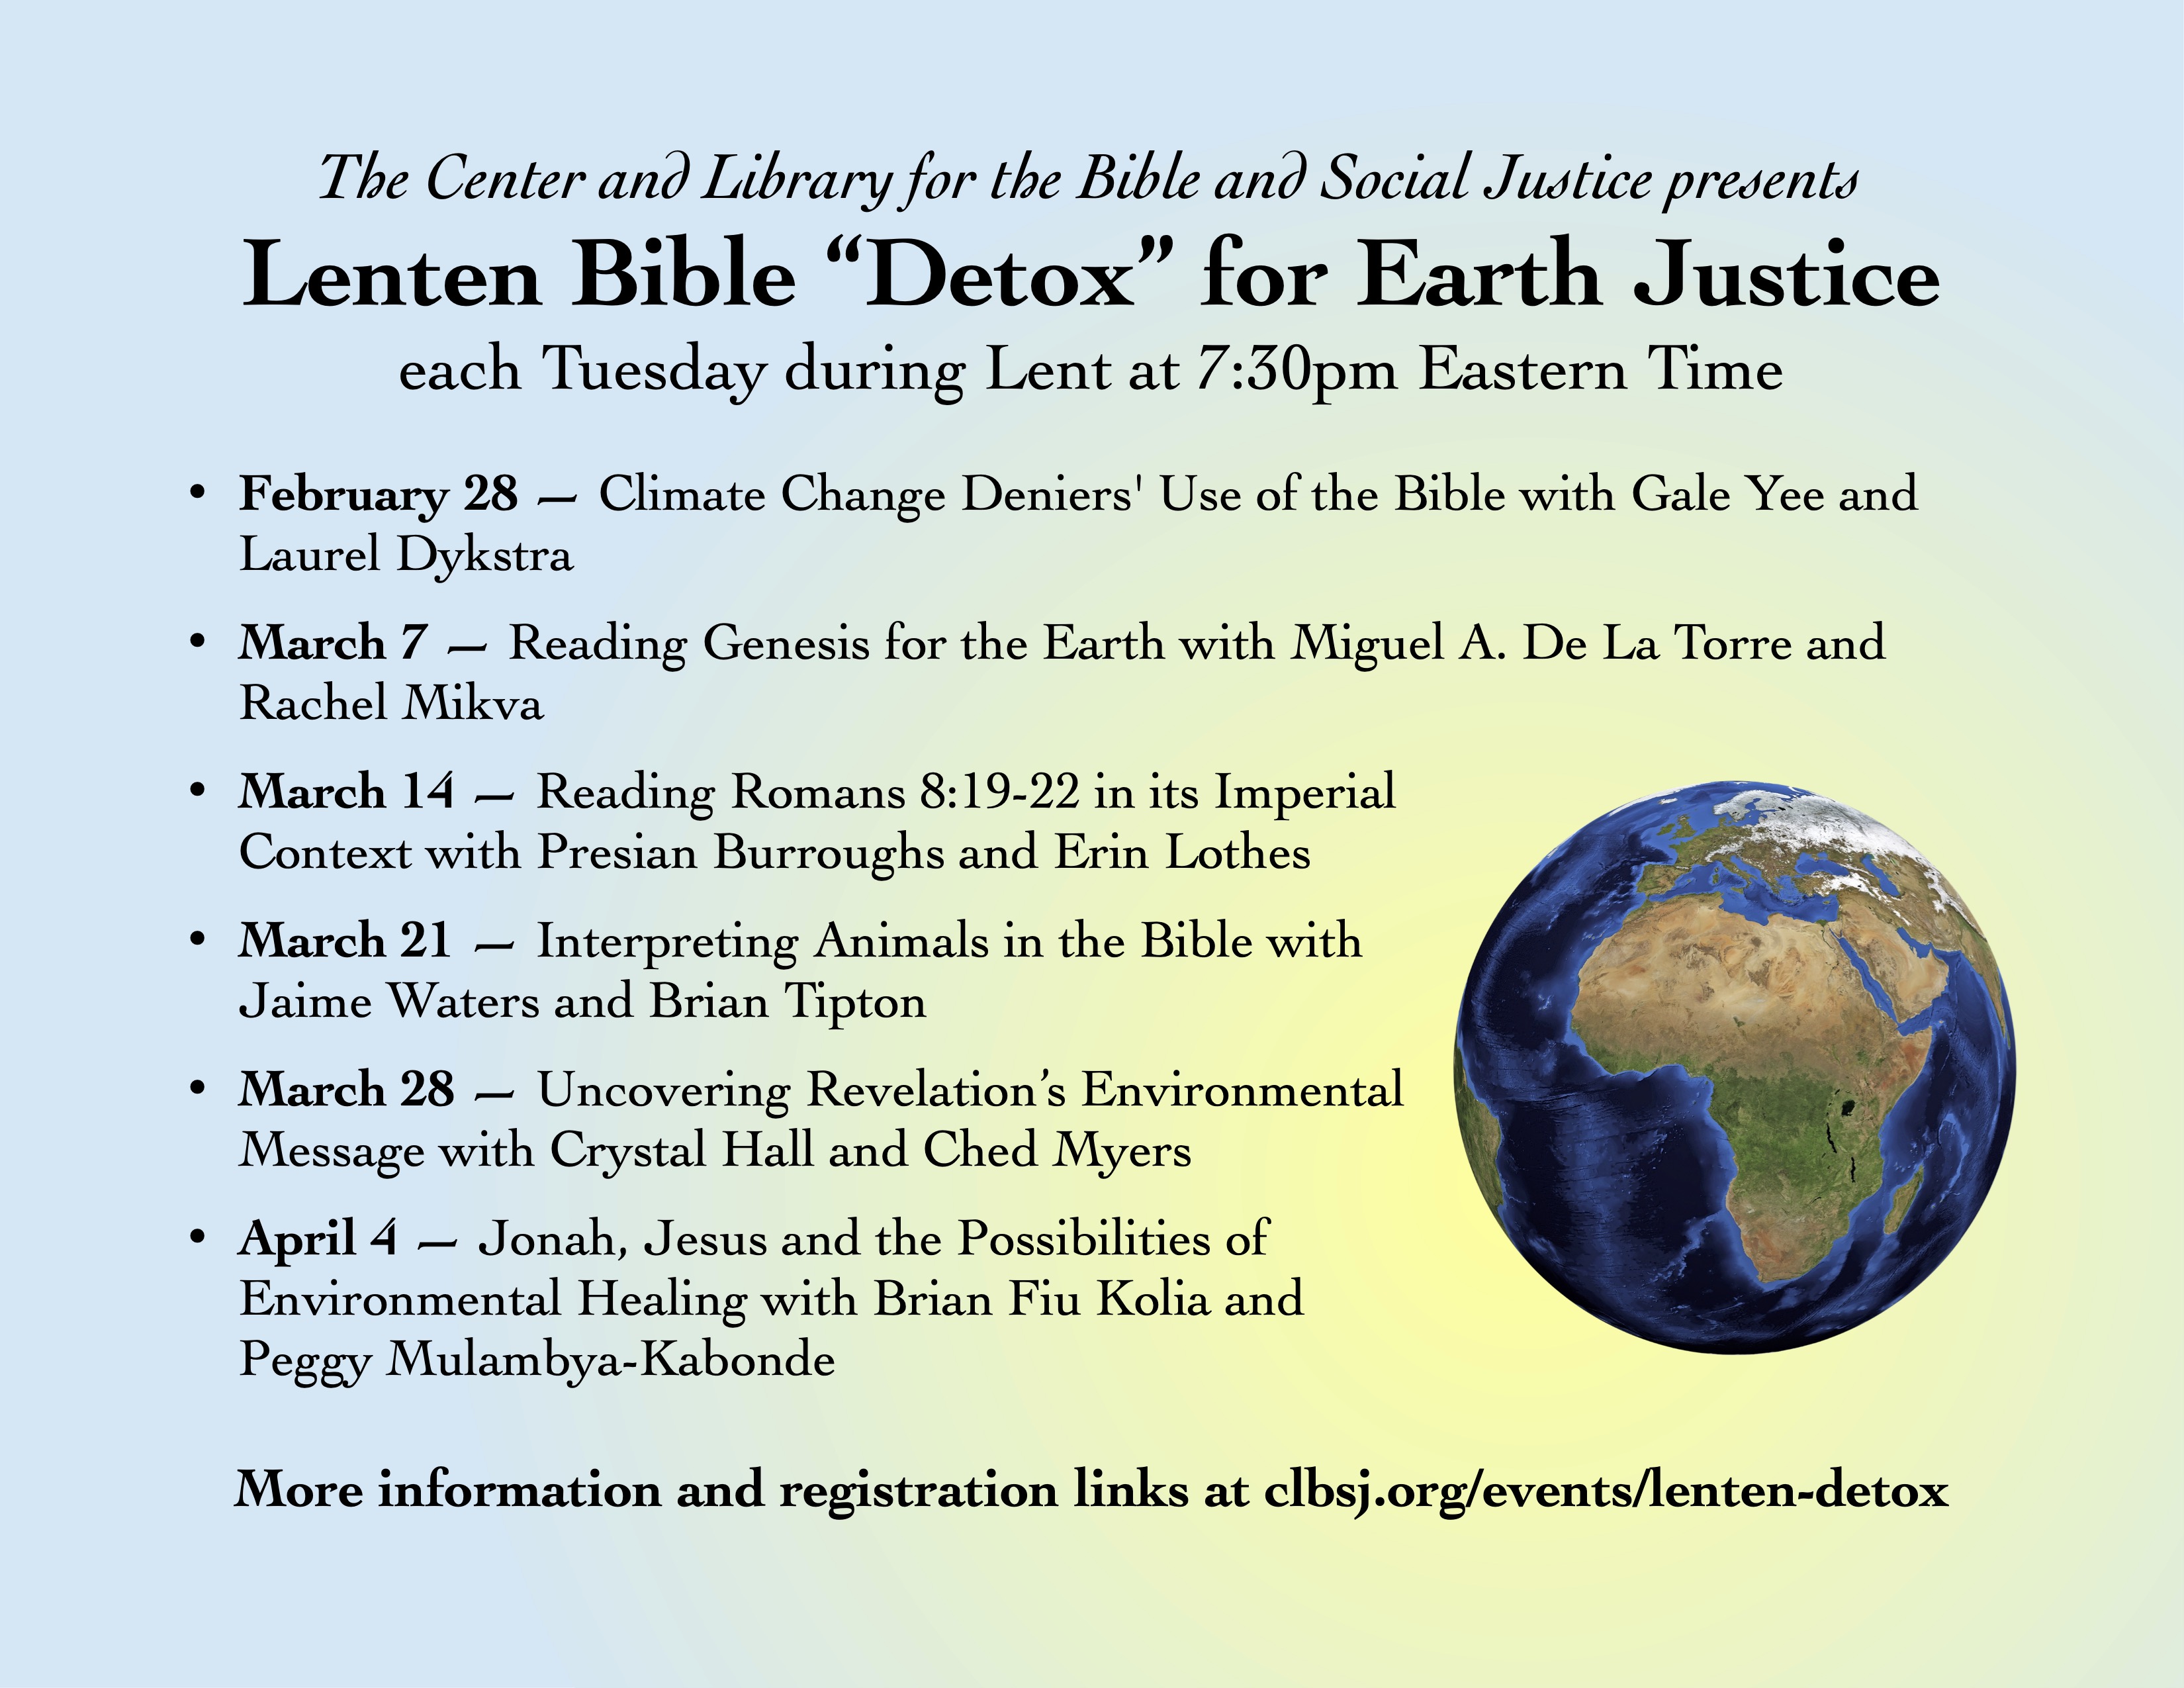 The Center and Library for the Bible and Social Justice presents
Lenten Bible “Detox” for Earth Justice
each Tuesday during Lent at 7:30pm Eastern Time
• February 28 — Climate Change Deniers' Use of the Bible with Gale Yee and
Laurel Dykstra
• March 7 — Reading Genesis for the Earth with Miguel A. De La Torre and
Rachel Mikva
• March 14 — Reading Romans 8:19-22 in its Imperial
Context with Presian Burroughs and Erin Lothes
• March 21 — Interpreting Animals in the Bible with
Jaime Waters and Brian Tipton
• March 28 — Uncovering Revelation’s Environmental
Message with Crystal Hall and Ched Myers
• April 4 — Jonah, Jesus and the Possibilities of
Environmental Healing with Brian Fiu Kolia and
Peggy Mulambya-Kabonde
More information and registration links at clbsj.org/events/lenten-detox